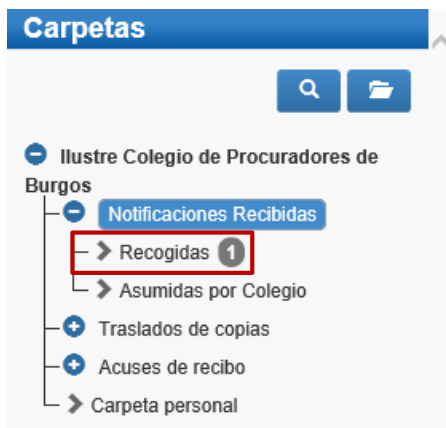 Carpetas
Ilustre Colegio de Procuradores de
Burgos
Notificaciones Recibidas
Recogidas 1
Asumidas por Colegio
Traslados de copias
Acuses de recibo
Carpeta personal